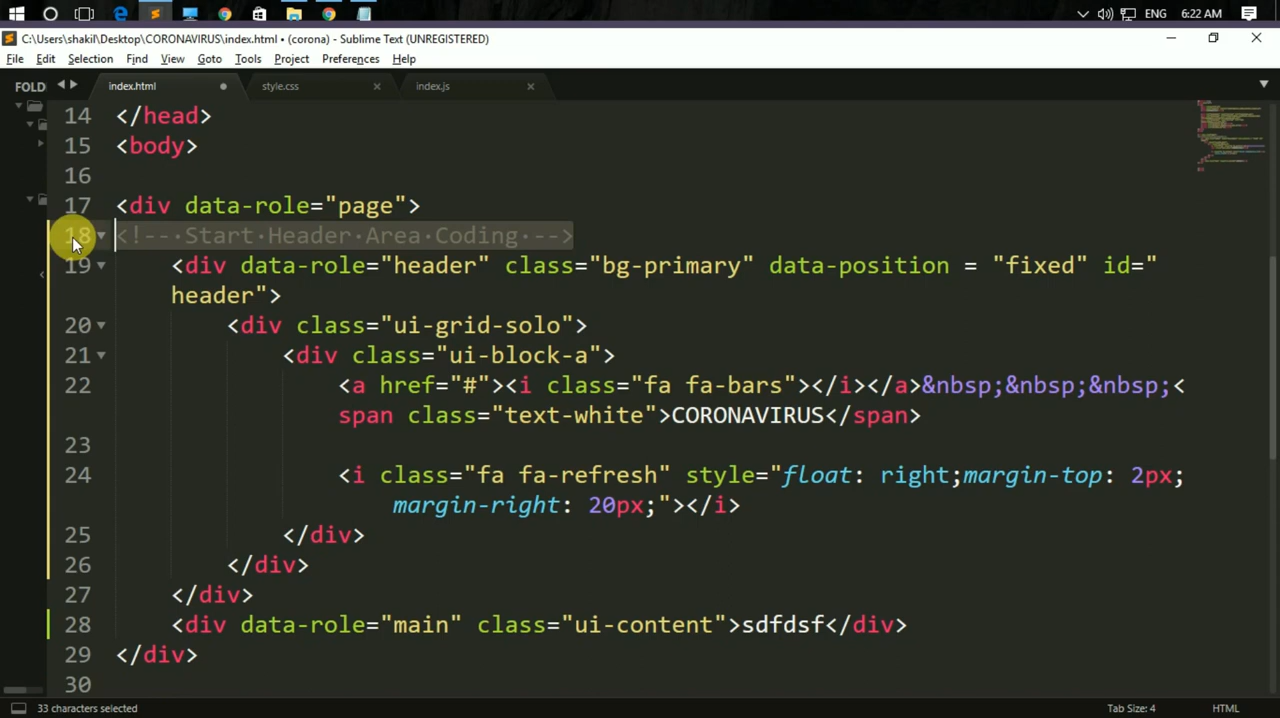 ENG 6:22 AM
C:\Users\shakil\Desktop\CORONAVIRUS\index.html • (corona) - Sublime Text (UNREGISTERED)
File Edit Selection View Goto Tools Project Preferences Help
FOLD index.html style.css index.js
14 </head>
15 <body>
16
17 <div data-role="page">
18 <!-- Start Header Area Coding -->
19 <div data-role="header" class="bg-primary" data-position = "fixed" id="
header">
20 <div class="ui-grid-solo">
21 <div class="ui-block-a">
22 <a href="#"><i class="fa fa-bars"></i></a>&nbsp;&nbsp;&nbsp;<
span class="text-white">CORONAVIRUS</span>
23
24 <i class="fa fa-refresh" style="float: right;margin-top: 2px;
margin-right: 20px;"></i>
25 </div>
26 </div>
27 </div>
28 <div data-role="main" class="ui-content">sdfdsf</div>
29 </div>
30
33 characters selected Tab Size: 4 HTML